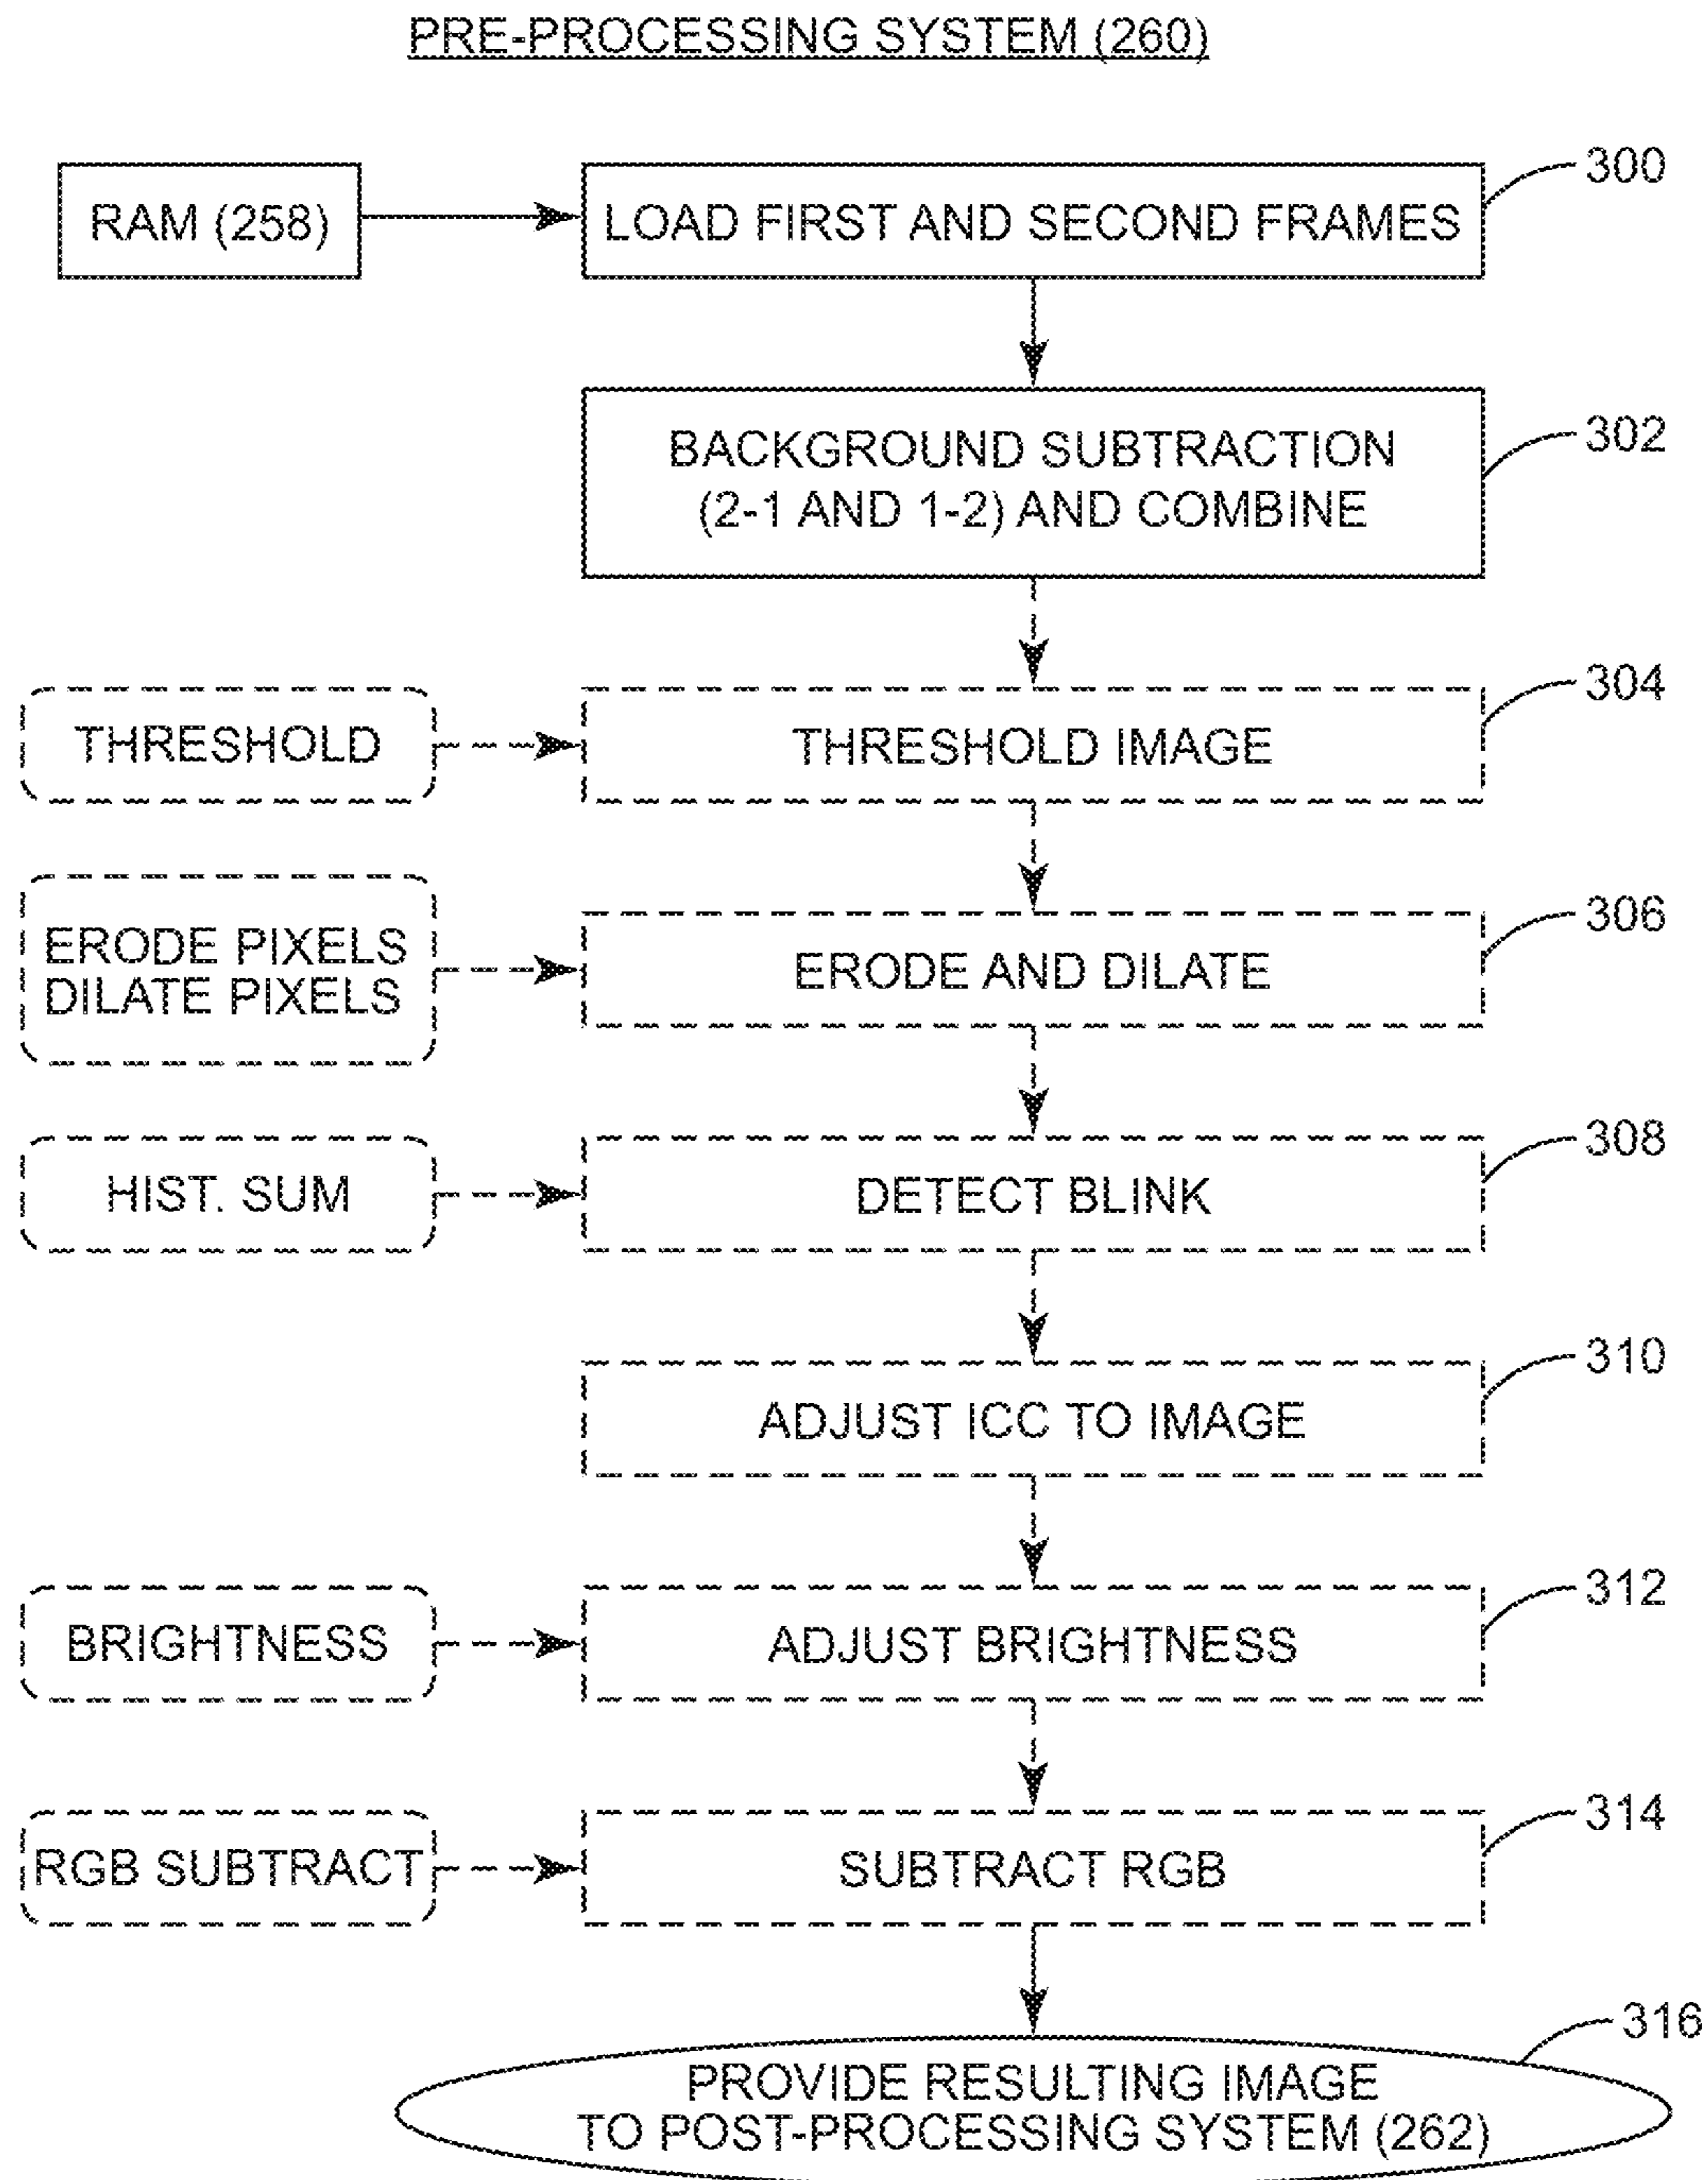 PRE-PROCESSING SYSTEM (260)
RAM (258)
LOAD FIRST AND SECOND FRAMES
300
BACKGROUND SUBTRACTION
(2-1 AND 1-2) AND COMBINE
302
THRESHOLD
THRESHOLD IMAGE
304
ERODE PIXELS
DILATE PIXELS
ERODE AND DILATE
306
HIST. SUM
DETECT BLINK
308
ADJUST ICC TO IMAGE
310
BRIGHTNESS
ADJUST BRIGHTNESS
312
RGB SUBTRACT
SUBTRACT RGB
314
PROVIDE RESULTING IMAGE
TO POST-PROCESSING SYSTEM (262)
316